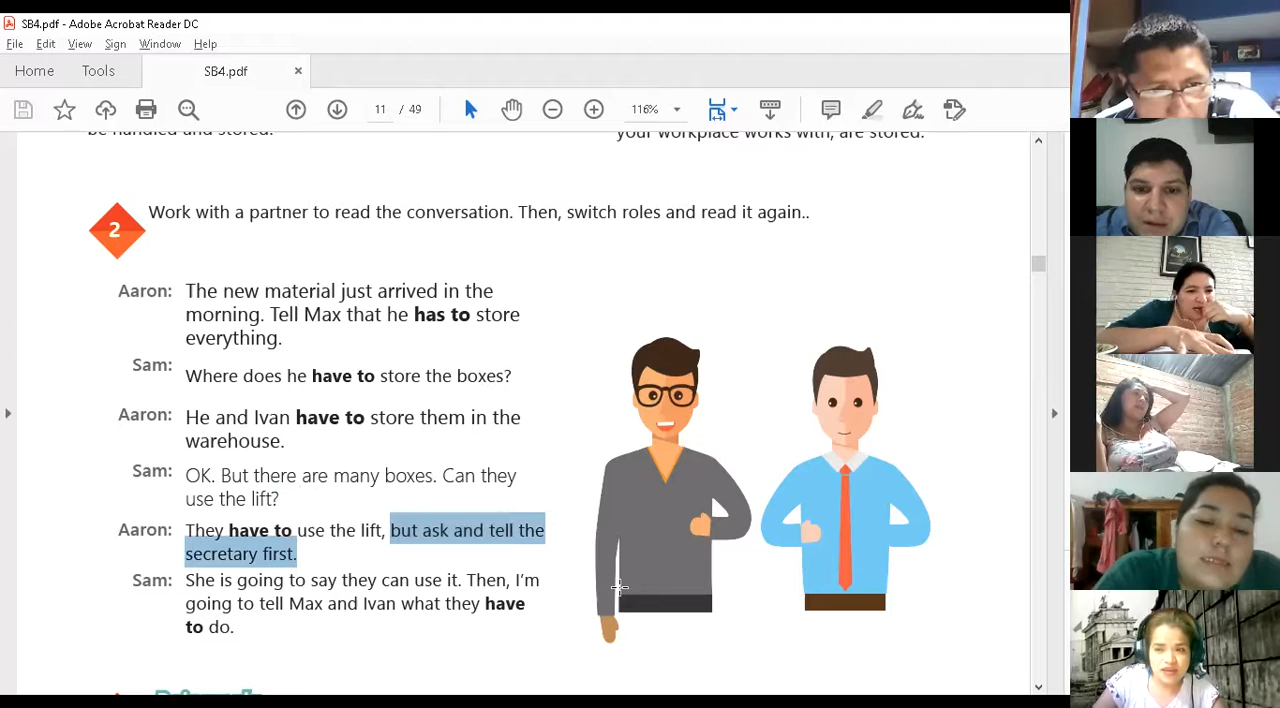 SB4.pdf - Adobe Acrobat Reader DC
File Edit View Sign Window Help
Home Tools SB4.pdf ×
11 / 49 116%
be handled and stored.
your workplace works with, are stored.
2 Work with a partner to read the conversation. Then, switch roles and read it again..
Aaron: The new material just arrived in the
morning. Tell Max that he has to store
everything.
Sam: Where does he have to store the boxes?
Aaron: He and Ivan have to store them in the
warehouse.
Sam: OK. But there are many boxes. Can they
use the lift?
Aaron: They have to use the lift, but ask and tell the
secretary first.
Sam: She is going to say they can use it. Then, I'm
going to tell Max and Ivan what they have
to do.